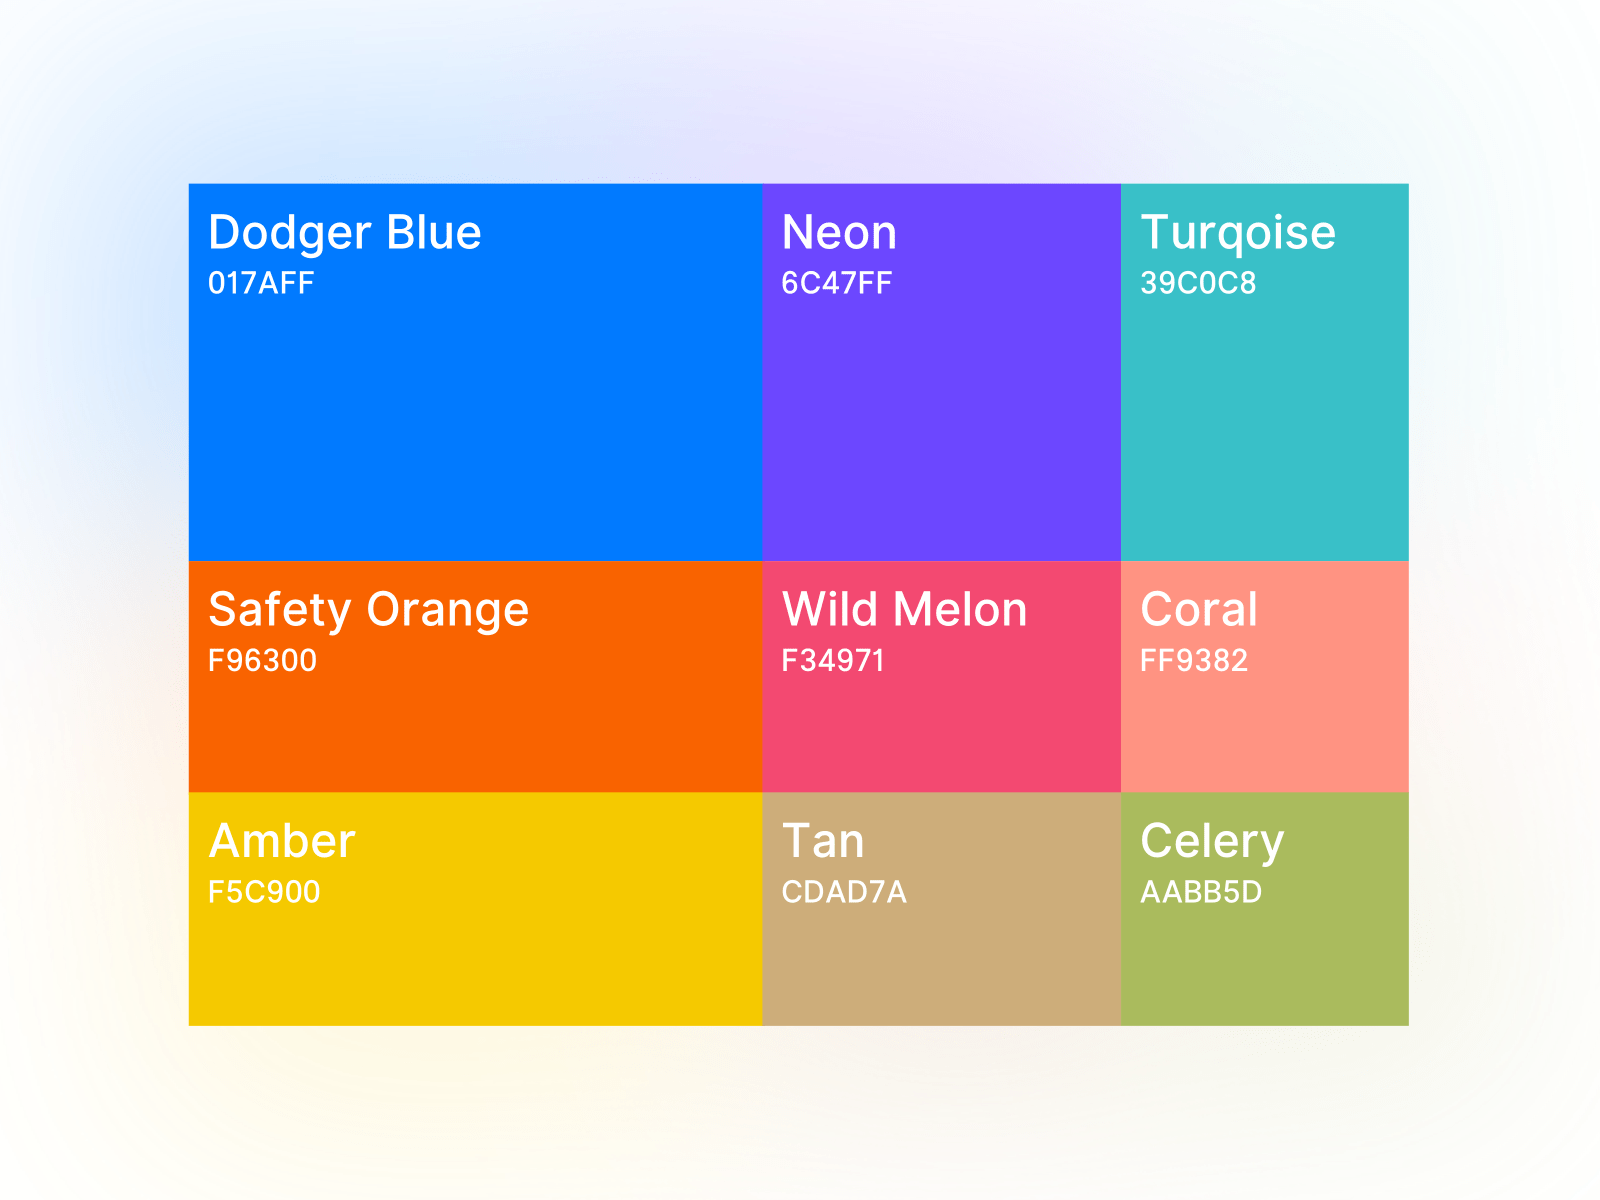 Dodger Blue
017AFF
Neon
6C47FF
Turqoise
39C0C8
Safety Orange
F96300
Wild Melon
F34971
Coral
FF9382
Amber
F5C900
Tan
CDAD7A
Celery
AABB5D